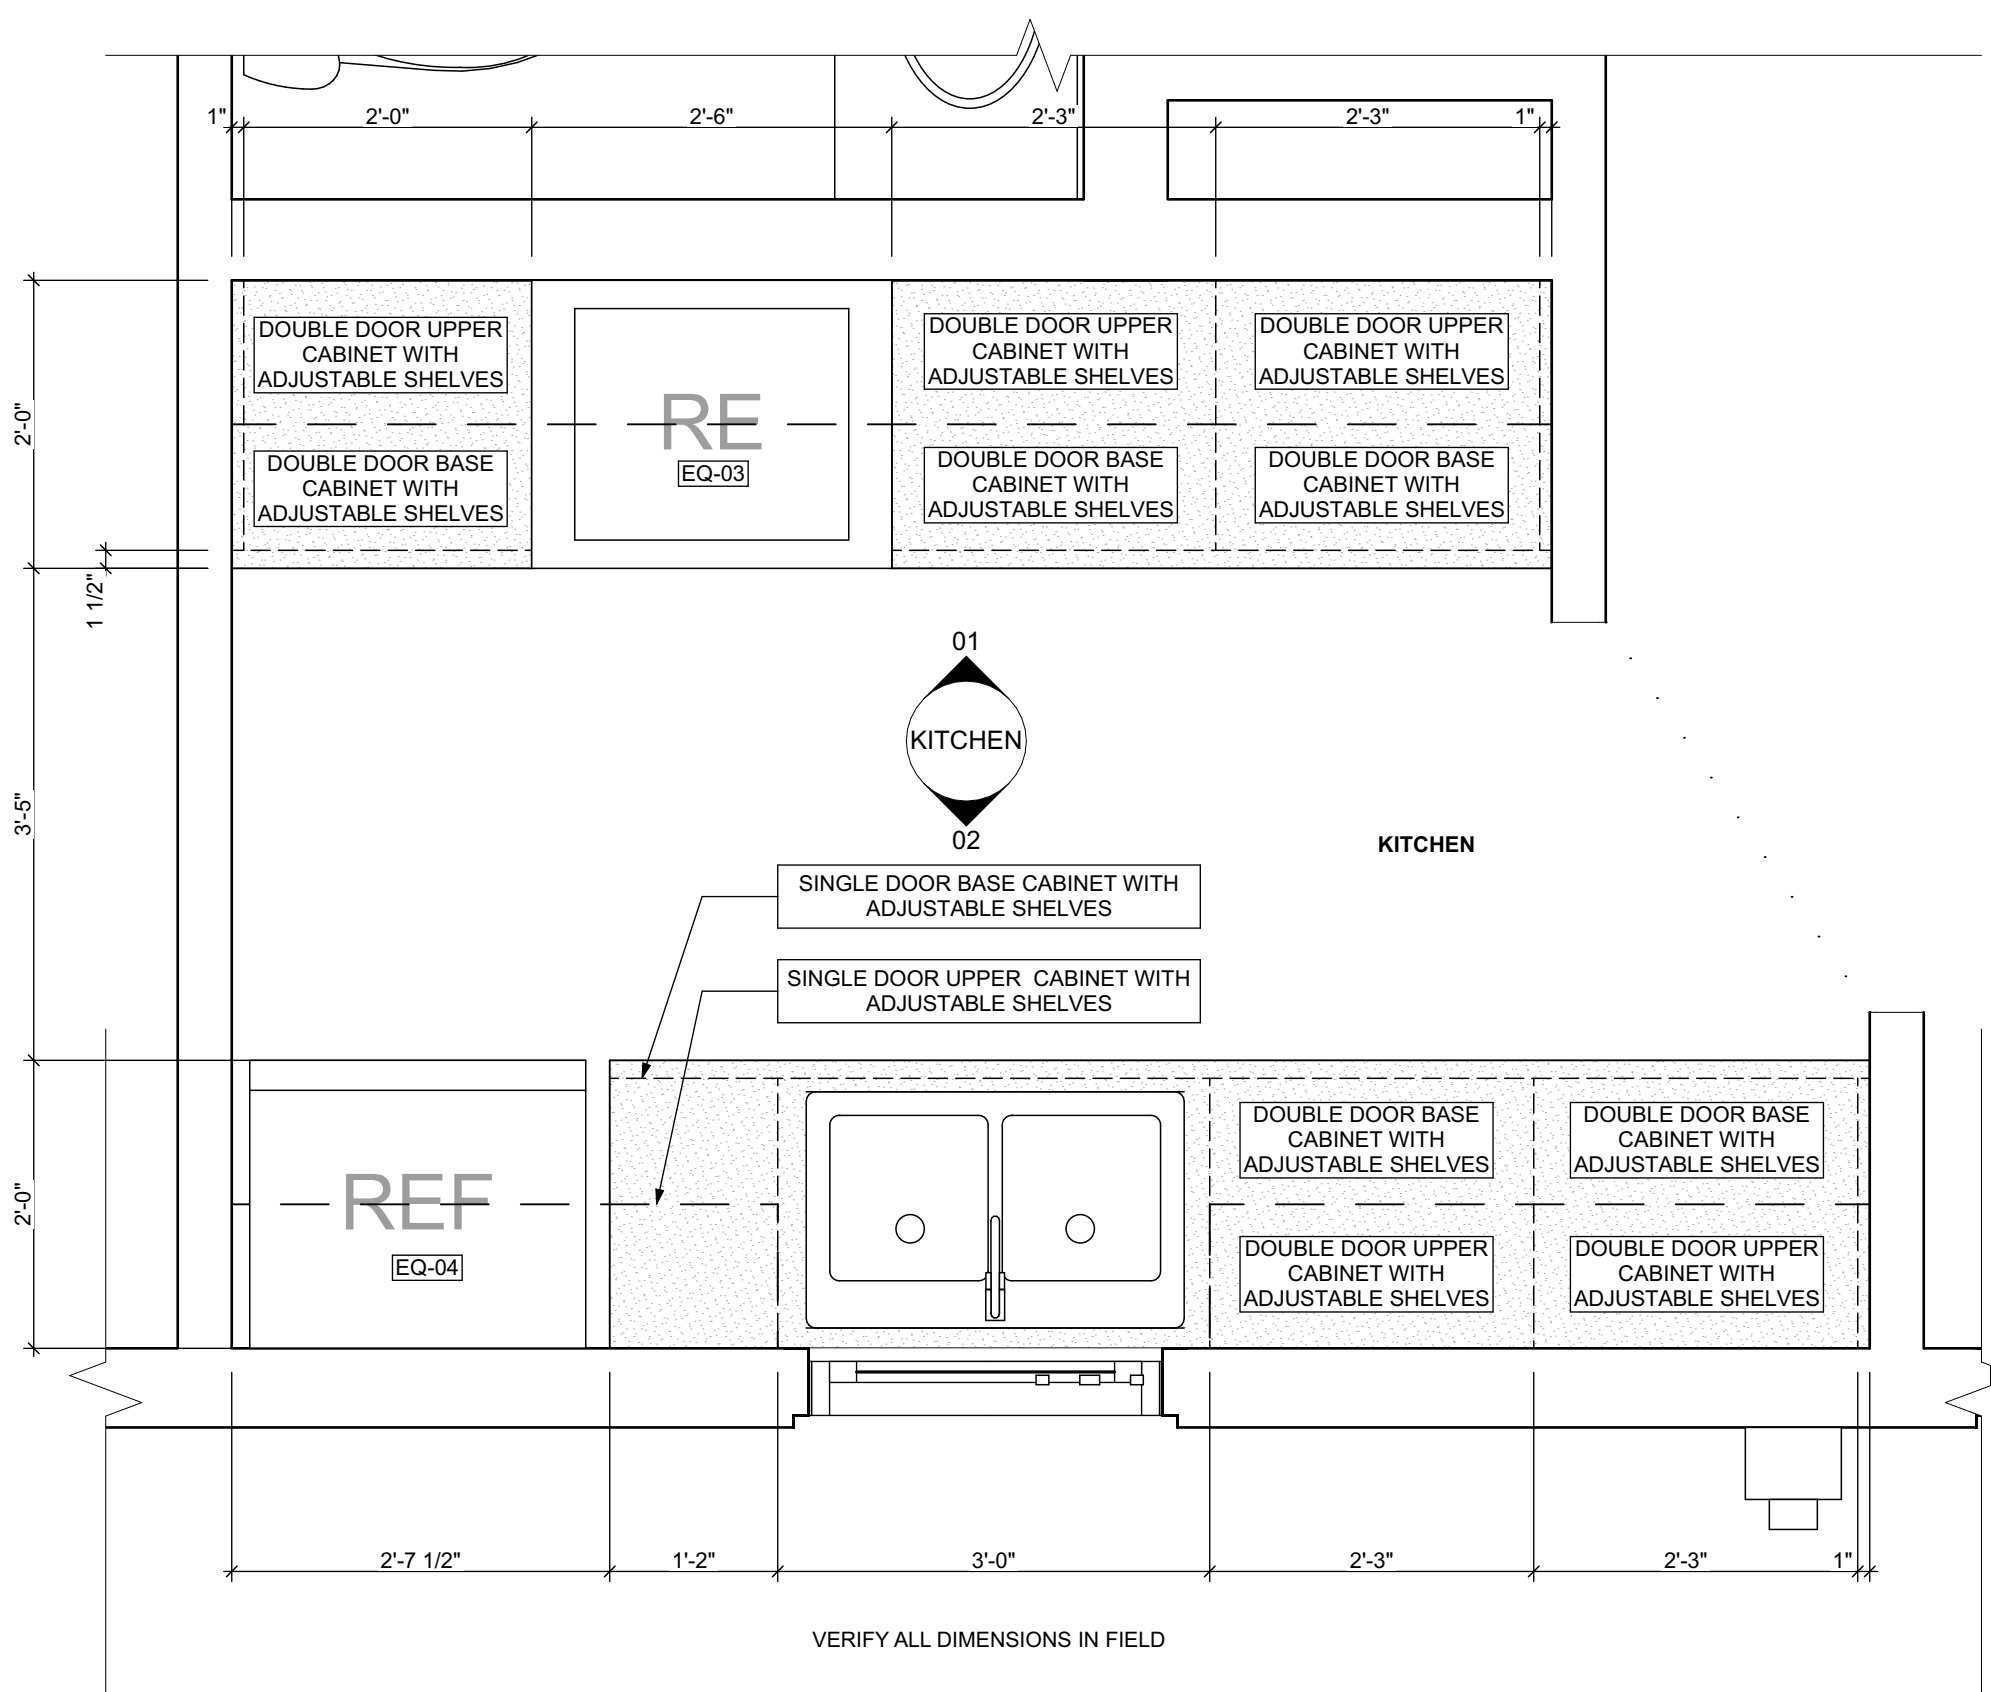 1" 2'-0" 2'-6" 2'-3" 2'-3" 1"
DOUBLE DOOR UPPER
CABINET WITH
ADJUSTABLE SHELVES
DOUBLE DOOR UPPER
CABINET WITH
ADJUSTABLE SHELVES
DOUBLE DOOR UPPER
CABINET WITH
ADJUSTABLE SHELVES
2'-0"
RE
EQ-03
DOUBLE DOOR BASE
CABINET WITH
ADJUSTABLE SHELVES
DOUBLE DOOR BASE
CABINET WITH
ADJUSTABLE SHELVES
DOUBLE DOOR BASE
CABINET WITH
ADJUSTABLE SHELVES
1 1/2"
01
KITCHEN
02
3'-5"
KITCHEN
SINGLE DOOR BASE CABINET WITH
ADJUSTABLE SHELVES
SINGLE DOOR UPPER  CABINET WITH
ADJUSTABLE SHELVES
DOUBLE DOOR BASE
CABINET WITH
ADJUSTABLE SHELVES
DOUBLE DOOR BASE
CABINET WITH
ADJUSTABLE SHELVES
2'-0"
REF
EQ-04
DOUBLE DOOR UPPER
CABINET WITH
ADJUSTABLE SHELVES
DOUBLE DOOR UPPER
CABINET WITH
ADJUSTABLE SHELVES
2'-7 1/2" 1'-2" 3'-0" 2'-3" 2'-3" 1"
VERIFY ALL DIMENSIONS IN FIELD